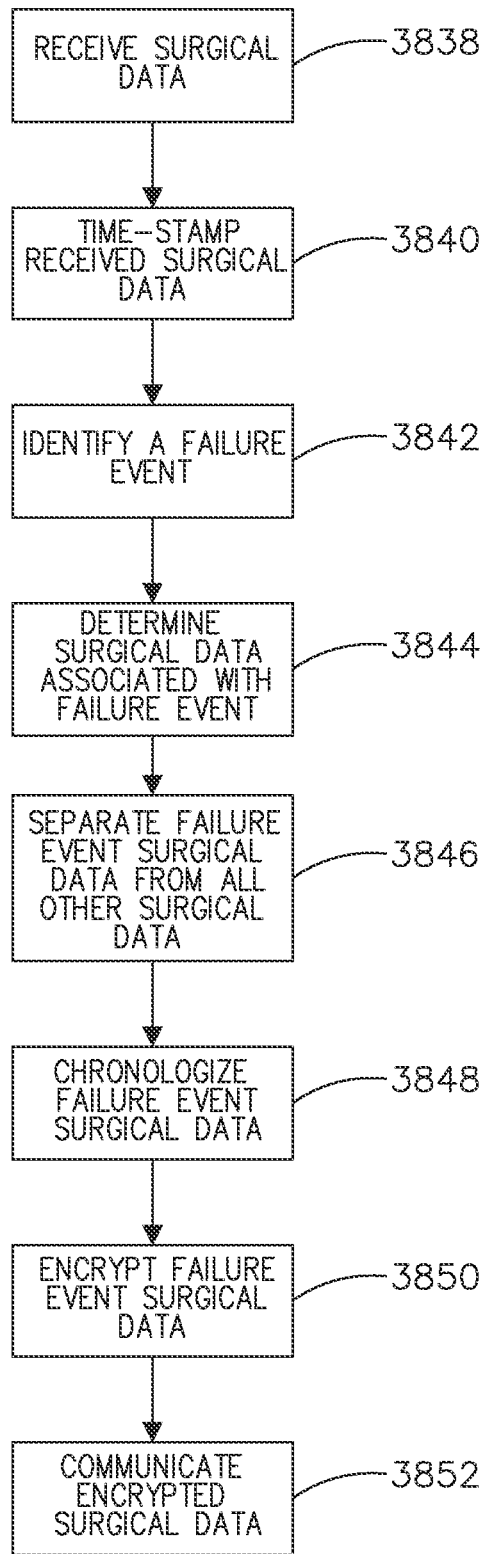 RECEIVE SURGICAL
DATA
3838
TIME-STAMP
RECEIVED SURGICAL
DATA
3840
IDENTIFY A FAILURE
EVENT
3842
DETERMINE
SURGICAL DATA
ASSOCIATED WITH
FAILURE EVENT
3844
SEPARATE FAILURE
EVENT SURGICAL
DATA FROM ALL
OTHER SURGICAL
DATA
3846
CHRONOLOGIZE
FAILURE EVENT
SURGICAL DATA
3848
ENCRYPT FAILURE
EVENT SURGICAL
DATA
3850
COMMUNICATE
ENCRYPTED
SURGICAL DATA
3852